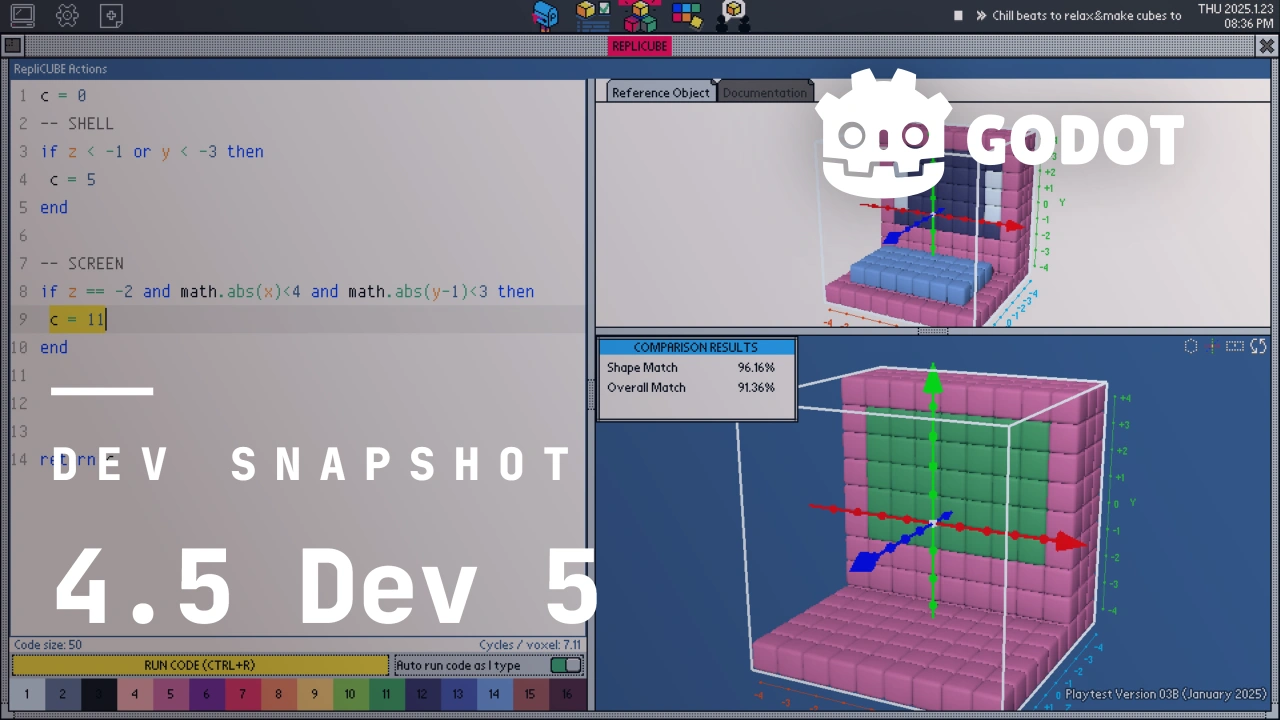 THU 2025.1.23
Chill beats to relax&make cubes to
08:36 PM
REPLICUBE
RepliCUBE Actions
1 c = 0
2 -- SHELL
3 if z < -1 or y < -3 then
4 c = 5
5 end
6
7 -- SCREEN
8 if z == -2 and math.abs(x)<4 and math.abs(y-1)<3 then
9 c = 11
10 end
11
12
13
14 return
DEV SNAPSHOT
4.5 Dev 5
Code size: 50
Cycles / voxel: 7.11
RUN CODE (CTRL+R)
Auto run code as I type
1 2 3 4 5 6 7 8 9 10 11 12 13 14 15 16
Reference Object
Documentation
GODOT
+2
+1
0 Y
-1
-2
-3
-4
COMPARISON RESULTS
Shape Match 96.16%
Overall Match 91.36%
+4
+3
+2
+1
0 Y
-1
-2
-3
-4
Playtest Version 03B (January 2025)